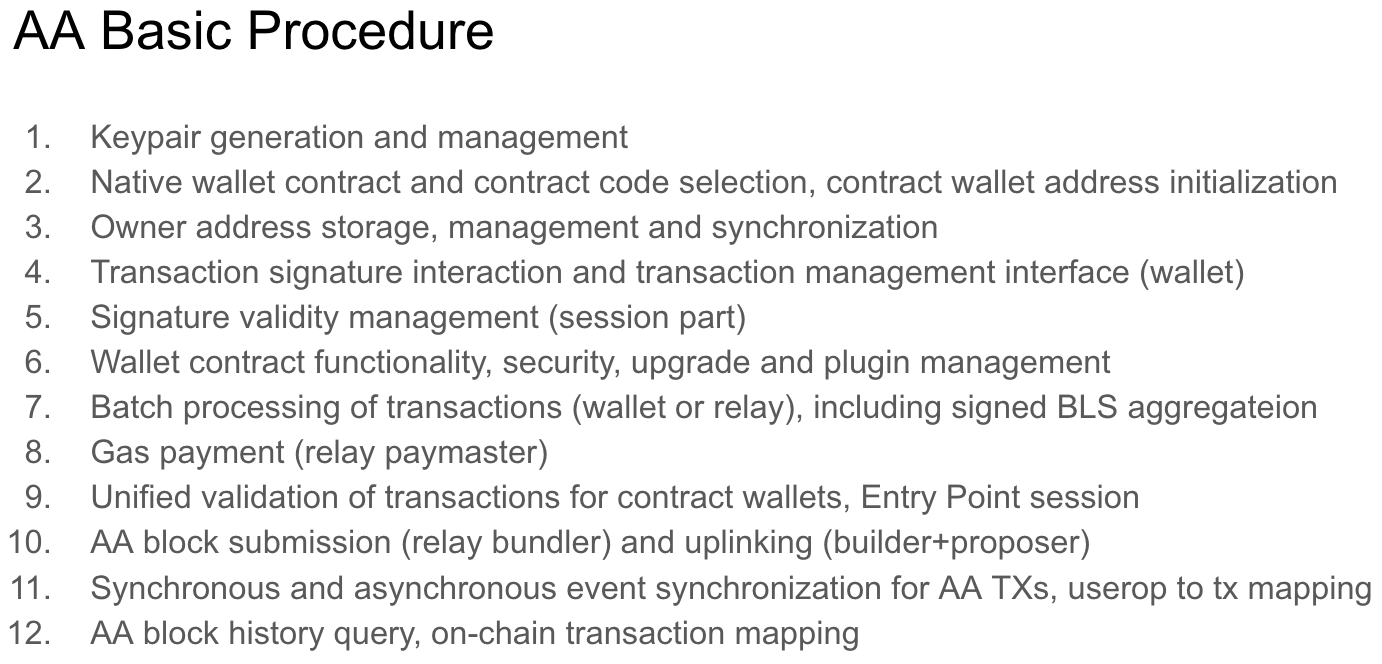 AA Basic Procedure
1. Keypair generation and management
2. Native wallet contract and contract code selection, contract wallet address initialization
3. Owner address storage, management and synchronization
4. Transaction signature interaction and transaction management interface (wallet)
5. Signature validity management (session part)
6. Wallet contract functionality, security, upgrade and plugin management
7. Batch processing of transactions (wallet or relay), including signed BLS aggregateion
8. Gas payment (relay paymaster)
9. Unified validation of transactions for contract wallets, Entry Point session
10. AA block submission (relay bundler) and uplinking (builder+proposer)
11. Synchronous and asynchronous event synchronization for AA TXs, userop to tx mapping
12. AA block history query, on-chain transaction mapping